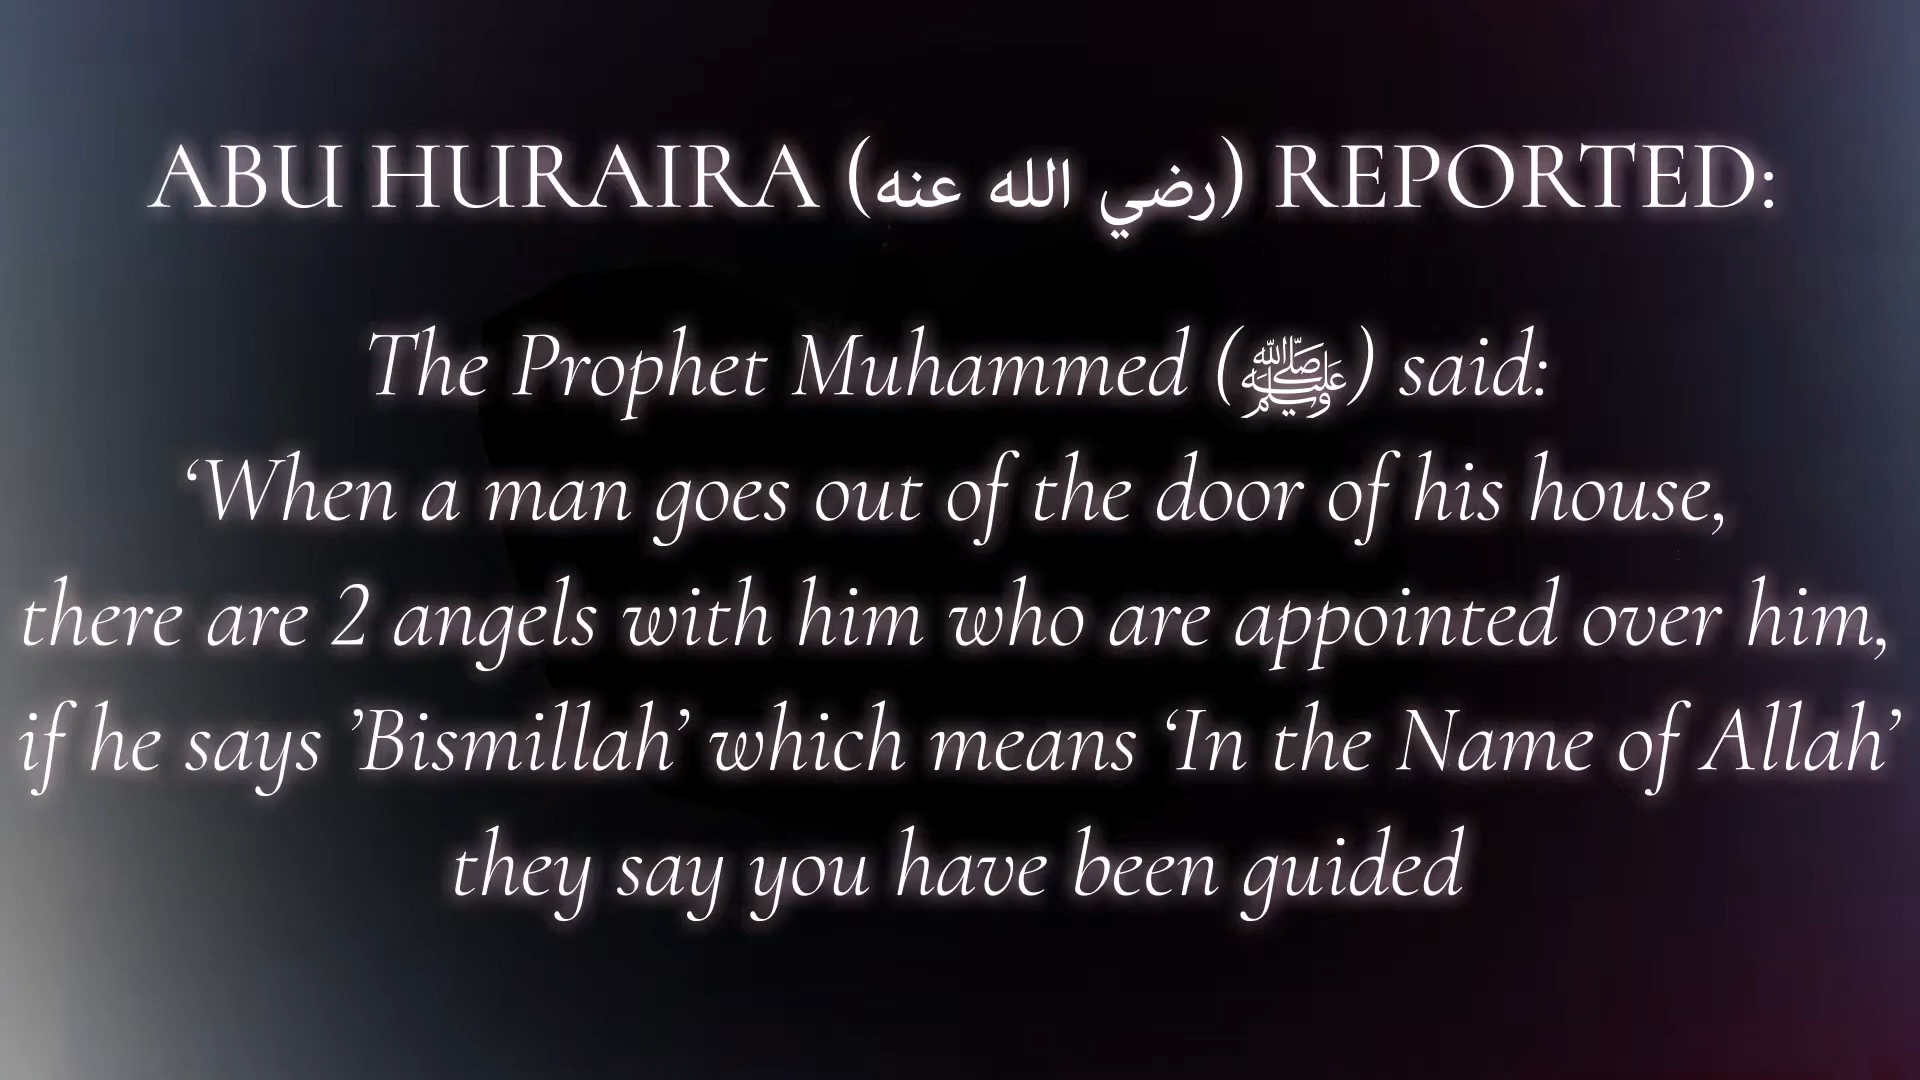 ABU HURAIRA (رضي الله عنه) REPORTED:
The Prophet Muhammed (ﷺ) said:
‘When a man goes out of the door of his house,
there are 2 angels with him who are appointed over him,
if he says ’Bismillah’ which means ‘In the Name of Allah’
they say you have been guided